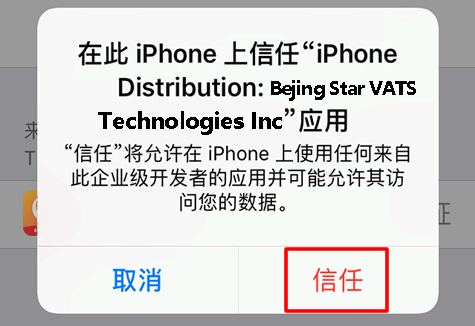 在此 iPhone 上信任“iPhone
Distribution: Bejing Star VATS
Technologies Inc”应用
“信任”将允许在 iPhone 上使用任何来自
此企业级开发者的应用并可能允许其访
问您的数据。
来
T
证
取消
信任